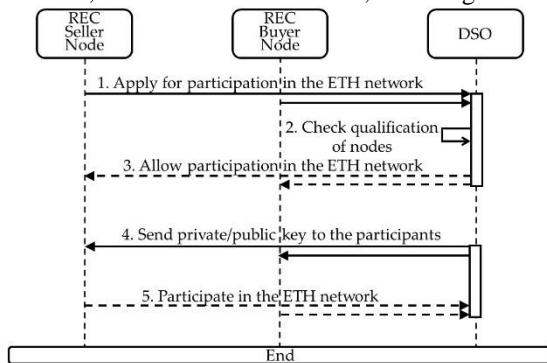 REC
Seller
Node
REC
Buyer
Node
DSO
1. Apply for participation in the ETH network
2. Check qualification
of nodes
3. Allow participation in the ETH network
4. Send private/public key to the participants
5. Participate in the ETH network
End